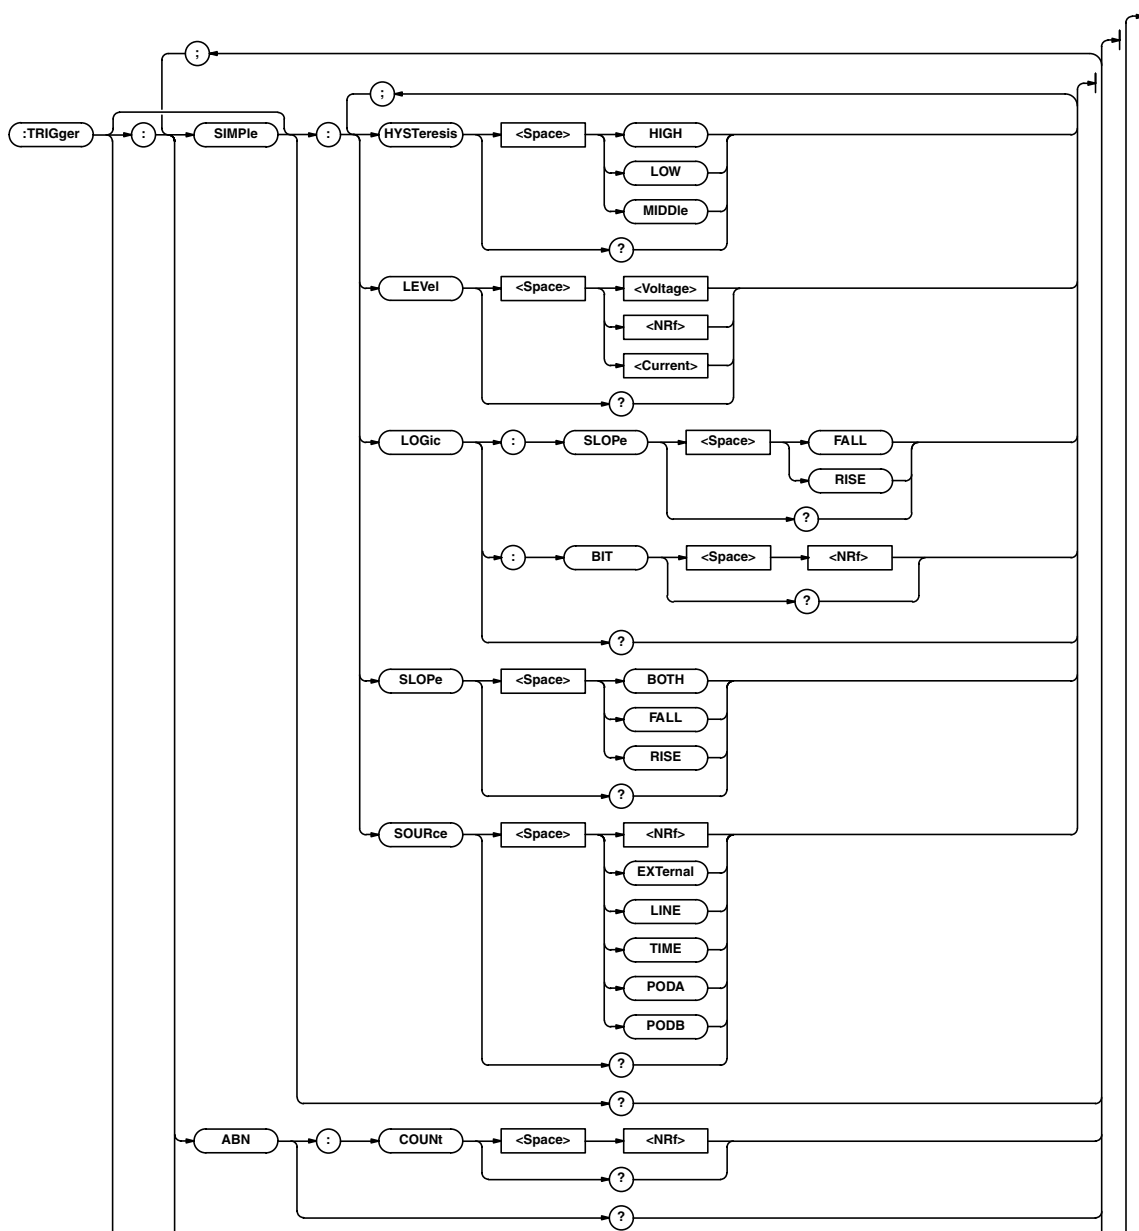 ;
;
:TRIGger : SIMPle : HYSTeresis <Space> HIGH
LOW
MIDDle
?
LEVel <Space> <Voltage>
<NRf>
<Current>
?
LOGic : SLOPe <Space> FALL
RISE
?
: BIT <Space> <NRf>
?
?
SLOPe <Space> BOTH
FALL
RISE
?
SOURce <Space> <NRf>
EXTernal
LINE
TIME
PODA
PODB
?
?
ABN : COUNt <Space> <NRf>
?
?